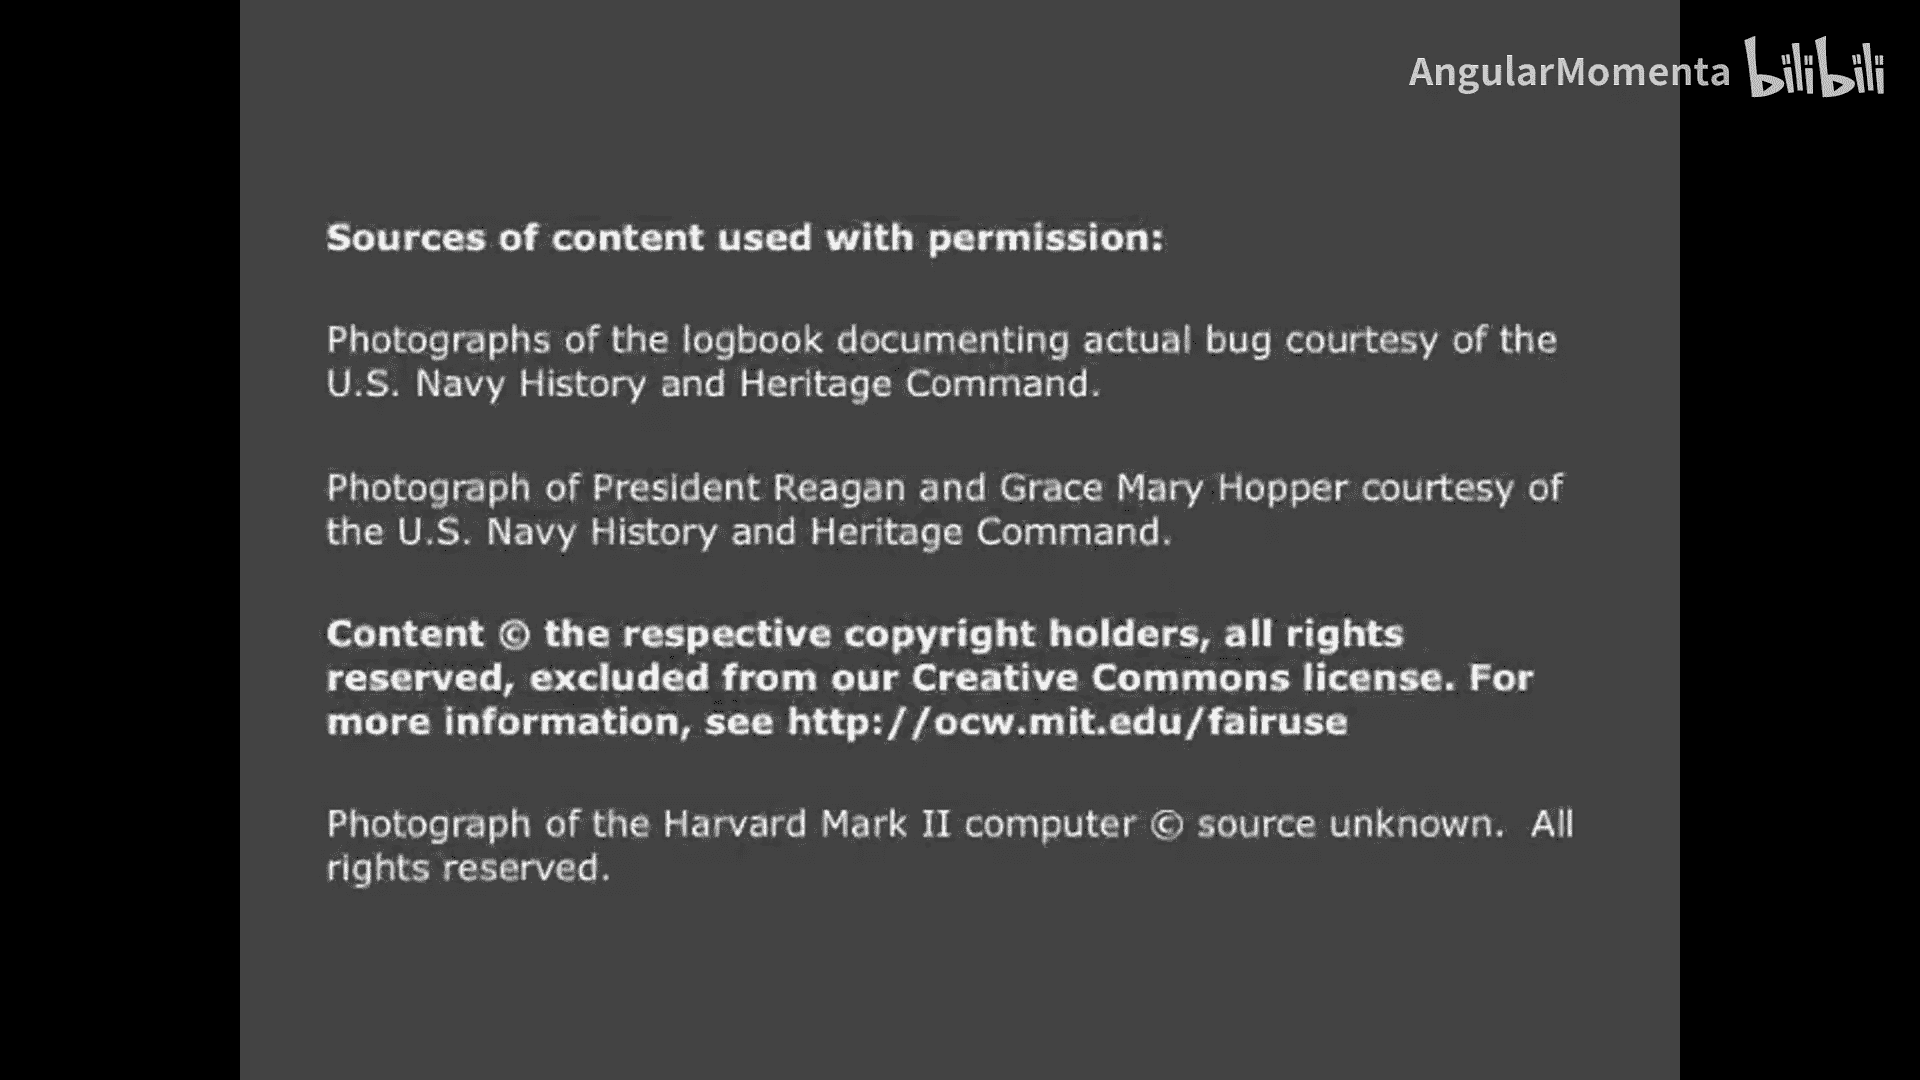 AngularMomenta bilibili
Sources of content used with permission:
Photographs of the logbook documenting actual bug courtesy of the
U.S. Navy History and Heritage Command.
Photograph of President Reagan and Grace Mary Hopper courtesy of
the U.S. Navy History and Heritage Command.
Content © the respective copyright holders, all rights
reserved, excluded from our Creative Commons license. For
more information, see http://ocw.mit.edu/fairuse
Photograph of the Harvard Mark II computer © source unknown.  All
rights reserved.